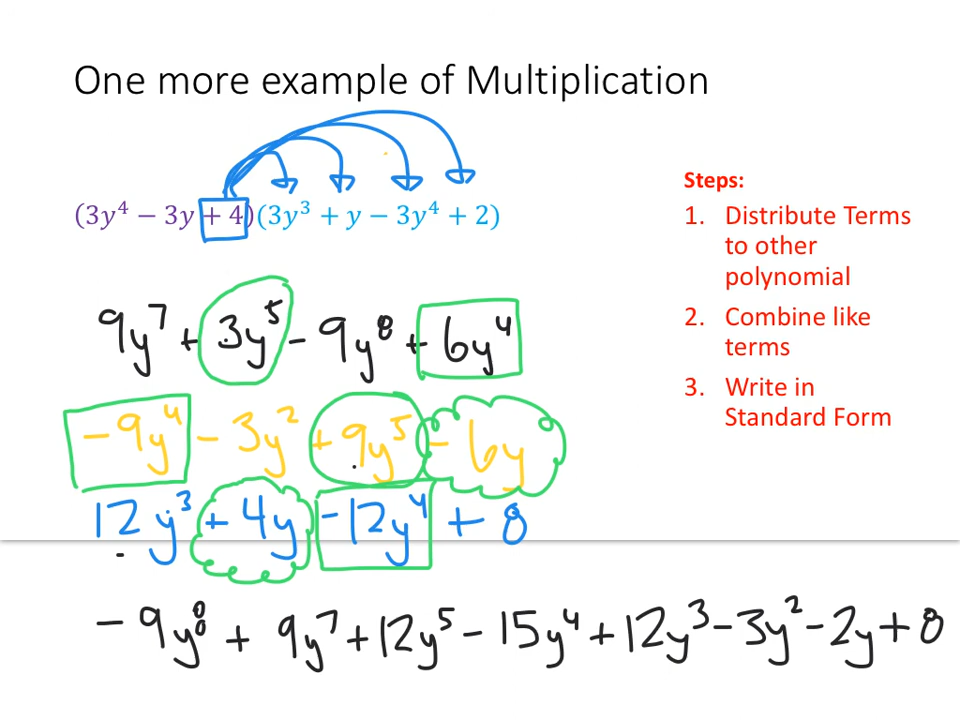 One more example of Multiplication
(3y⁴ − 3y + 4)(3y³ + y − 3y⁴ + 2)
Steps:
1. Distribute Terms
to other
polynomial
2. Combine like
terms
3. Write in
Standard Form
9y⁷ + 3y⁵ - 9y⁸ + 6y⁴
- 9y⁴ - 3y² + 9y⁵ - 6y
12y³ + 4y - 12y⁴ + 8
- 9y⁸ + 9y⁷ + 12y⁵ - 15y⁴ + 12y³ - 3y² - 2y + 8